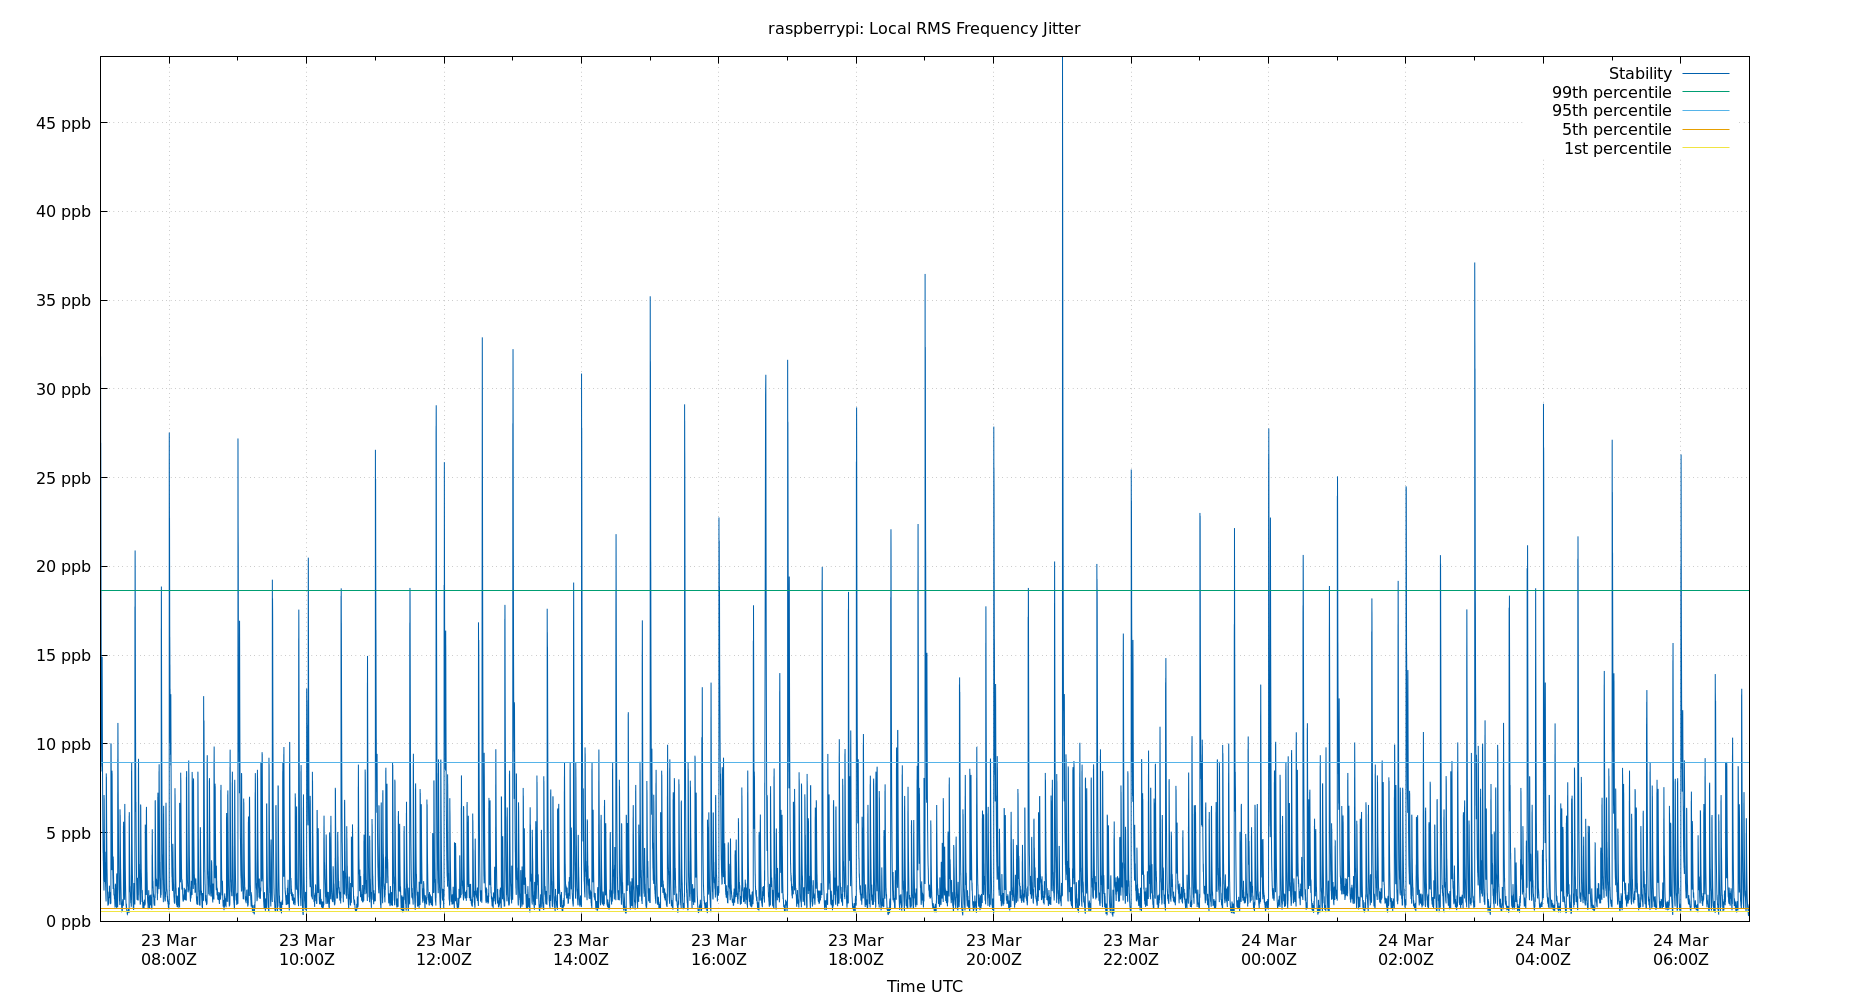 raspberrypi: Local RMS Frequency Jitter
Stability
99th percentile
95th percentile
5th percentile
1st percentile
45 ppb
40 ppb
35 ppb
30 ppb
25 ppb
20 ppb
15 ppb
10 ppb
5 ppb
0 ppb
23 Mar 23 Mar 23 Mar 23 Mar 23 Mar 23 Mar 23 Mar 23 Mar 24 Mar 24 Mar 24 Mar 24 Mar
08:00Z 10:00Z 12:00Z 14:00Z 16:00Z 18:00Z 20:00Z 22:00Z 00:00Z 02:00Z 04:00Z 06:00Z
Time UTC